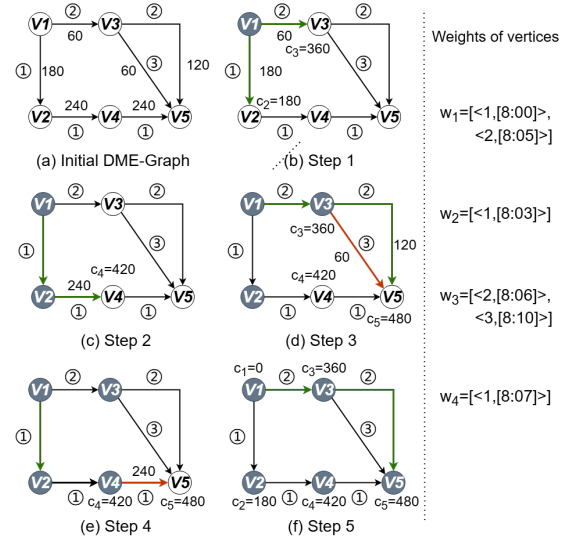 V1 ② V3 ②
60
① 180 60 ③ 120
240 240
V2 ① V4 ① V5
(a) Initial DME-Graph
V1 ② V3 ②
60
c₃=360
① 180 ③
c₂=180
V2 ① V4 ① V5
(b) Step 1
V1 ② V3 ②
① ③
c₄=420
240
V2 ① V4 ① V5
(c) Step 2
V1 ② V3 ②
c₃=360
① ③ 120
60
c₄=420
V2 ① V4 ① V5
c₅=480
(d) Step 3
V1 ② V3 ②
① ③
240
V2 ① V4 ① V5
c₄=420 c₅=480
(e) Step 4
c₁=0 c₃=360
V1 ② V3 ②
① ③
V2 ① V4 ① V5
c₂=180 c₄=420 c₅=480
(f) Step 5
Weights of vertices
w₁=[<1,[8:00]>,
<2,[8:05]>]
w₂=[<1,[8:03]>]
w₃=[<2,[8:06]>,
<3,[8:10]>]
w₄=[<1,[8:07]>]